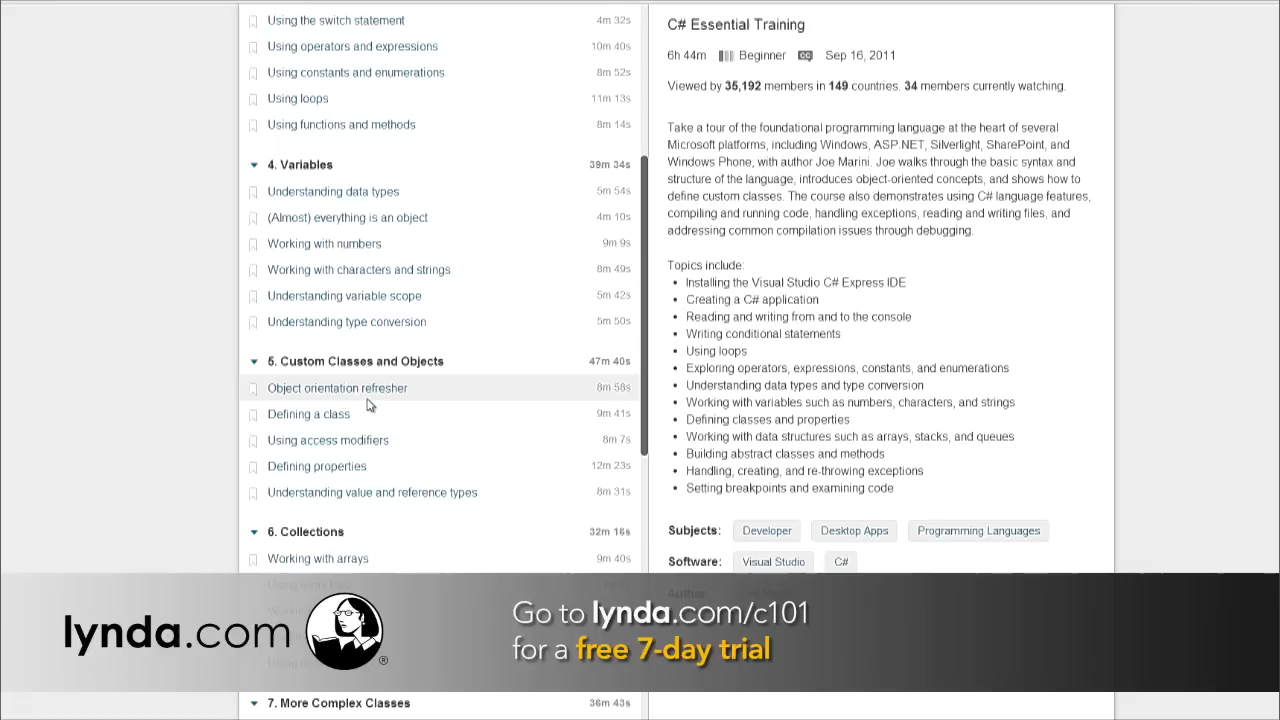 Using the switch statement 4m 32s
Using operators and expressions 10m 40s
Using constants and enumerations 8m 52s
Using loops 11m 13s
Using functions and methods 8m 14s
4. Variables 39m 34s
Understanding data types 5m 54s
(Almost) everything is an object 4m 10s
Working with numbers 9m 9s
Working with characters and strings 8m 49s
Understanding variable scope 5m 42s
Understanding type conversion 5m 50s
5. Custom Classes and Objects 47m 40s
Object orientation refresher 8m 58s
Defining a class 9m 41s
Using access modifiers 8m 7s
Defining properties 12m 23s
Understanding value and reference types 8m 31s
6. Collections 32m 16s
Working with arrays 9m 40s
7. More Complex Classes 36m 43s
C# Essential Training
6h 44m Beginner CC Sep 16, 2011
Viewed by 35,192 members in 149 countries. 34 members currently watching.
Take a tour of the foundational programming language at the heart of several
Microsoft platforms, including Windows, ASP.NET, Silverlight, SharePoint, and
Windows Phone, with author Joe Marini. Joe walks through the basic syntax and
structure of the language, introduces object-oriented concepts, and shows how to
define custom classes. The course also demonstrates using C# language features,
compiling and running code, handling exceptions, reading and writing files, and
addressing common compilation issues through debugging.
Topics include:
• Installing the Visual Studio C# Express IDE
• Creating a C# application
• Reading and writing from and to the console
• Writing conditional statements
• Using loops
• Exploring operators, expressions, constants, and enumerations
• Understanding data types and type conversion
• Working with variables such as numbers, characters, and strings
• Defining classes and properties
• Working with data structures such as arrays, stacks, and queues
• Building abstract classes and methods
• Handling, creating, and re-throwing exceptions
• Setting breakpoints and examining code
Subjects: Developer Desktop Apps Programming Languages
Software: Visual Studio C#
Author:
lynda.com ®
Go to lynda.com/c101
for a free 7-day trial